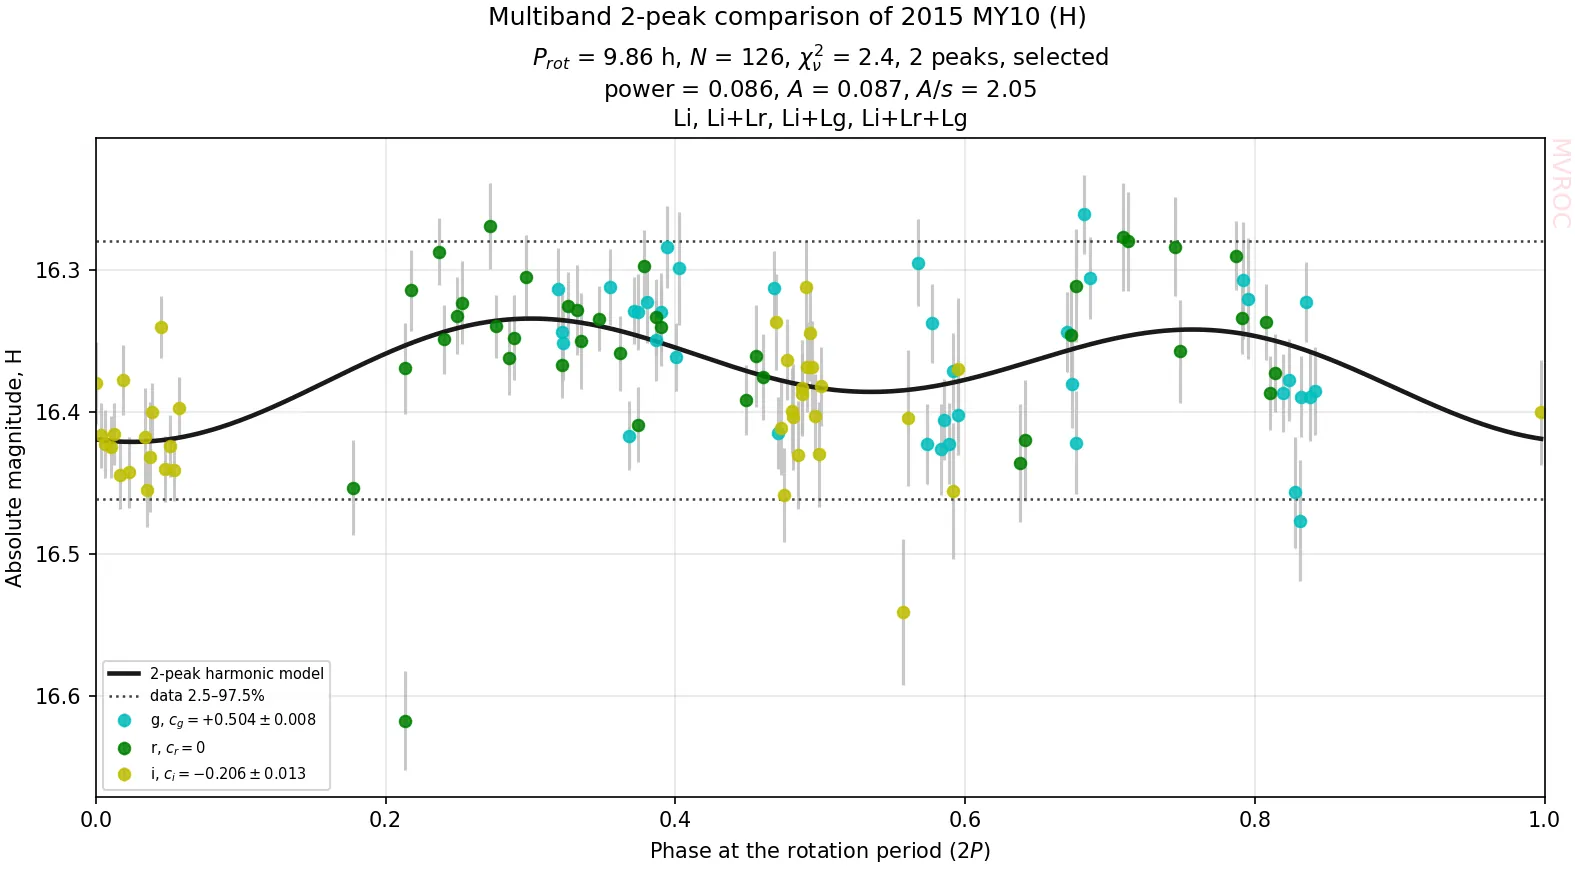 Multiband 2-peak comparison of 2015 MY10 (H)
P_rot = 9.86 h, N = 126, χ²_ν = 2.4, 2 peaks, selected
power = 0.086, A = 0.087, A/s = 2.05
Li, Li+Lr, Li+Lg, Li+Lr+Lg
MVROC
Absolute magnitude, H
16.3
16.4
16.5
16.6
2-peak harmonic model
data 2.5–97.5%
g, c_g = +0.504 ± 0.008
r, c_r = 0
i, c_i = −0.206 ± 0.013
0.0 0.2 0.4 0.6 0.8 1.0
Phase at the rotation period (2P)